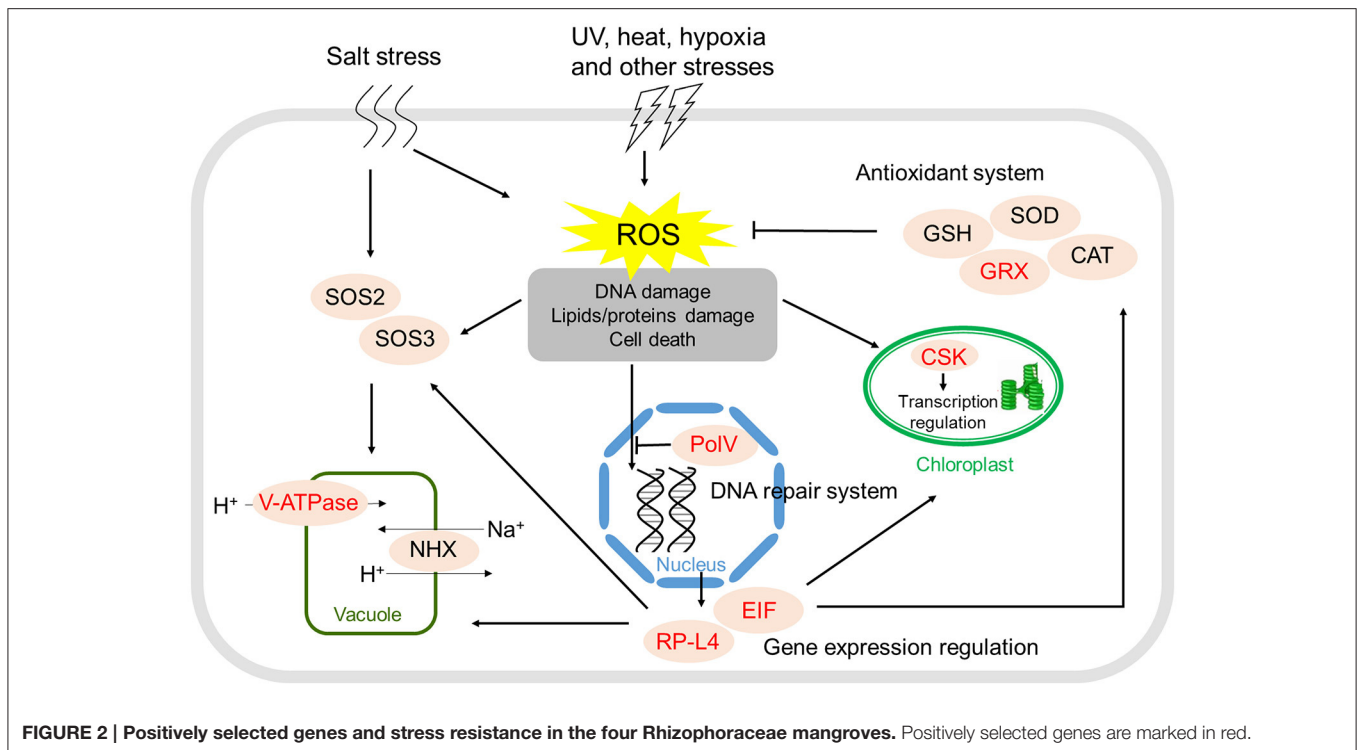 Salt stress
UV, heat, hypoxia
and other stresses
Antioxidant system
ROS
GSH
SOD
GRX
CAT
DNA damage
Lipids/proteins damage
Cell death
SOS2
SOS3
CSK
Transcription
regulation
Chloroplast
PolV
DNA repair system
Nucleus
H⁺
V-ATPase
Na⁺
NHX
H⁺
Vacuole
EIF
RP-L4
Gene expression regulation
FIGURE 2 | Positively selected genes and stress resistance in the four Rhizophoraceae mangroves. Positively selected genes are marked in red.